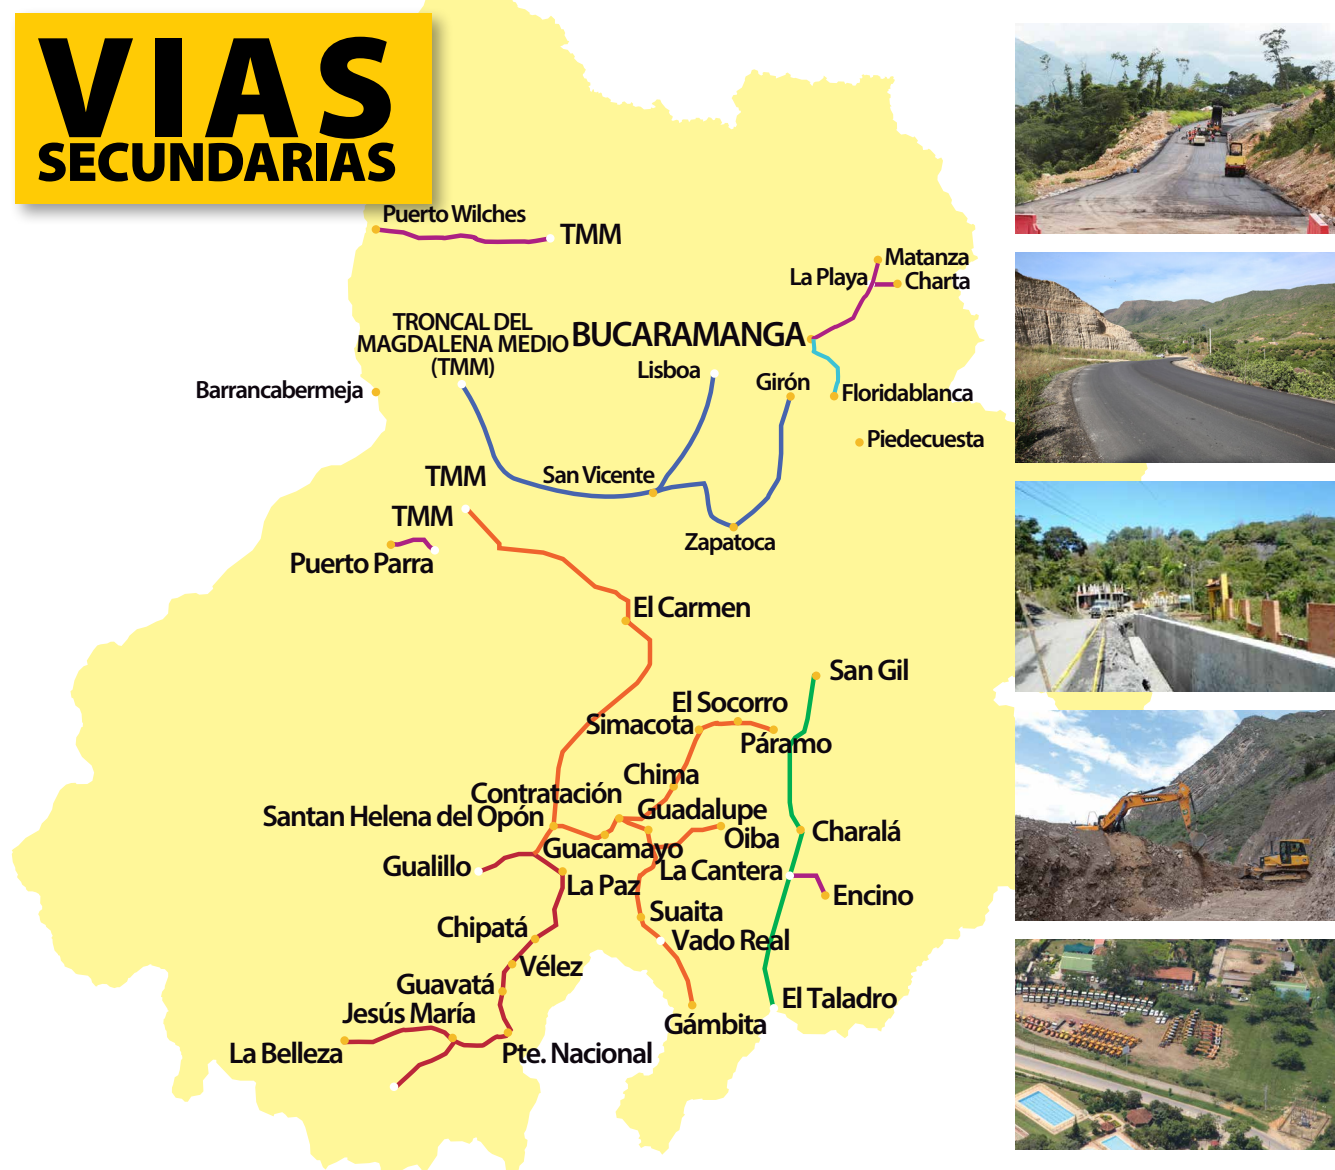 VIAS
SECUNDARIAS
Puerto Wilches
TMM
Matanza
La Playa
Charta
TRONCAL DEL
MAGDALENA MEDIO
(TMM)
BUCARAMANGA
Lisboa
Girón
Barrancabermeja
Floridablanca
Piedecuesta
TMM
San Vicente
TMM
Zapatoca
Puerto Parra
El Carmen
San Gil
El Socorro
Simacota
Páramo
Chima
Contratación
Guadalupe
Santan Helena del Opón
Oiba
Charalá
Guacamayo
Gualillo
La Cantera
La Paz
Encino
Suaita
Chipatá
Vado Real
Vélez
Guavatá
El Taladro
Jesús María
Gámbita
La Belleza
Pte. Nacional